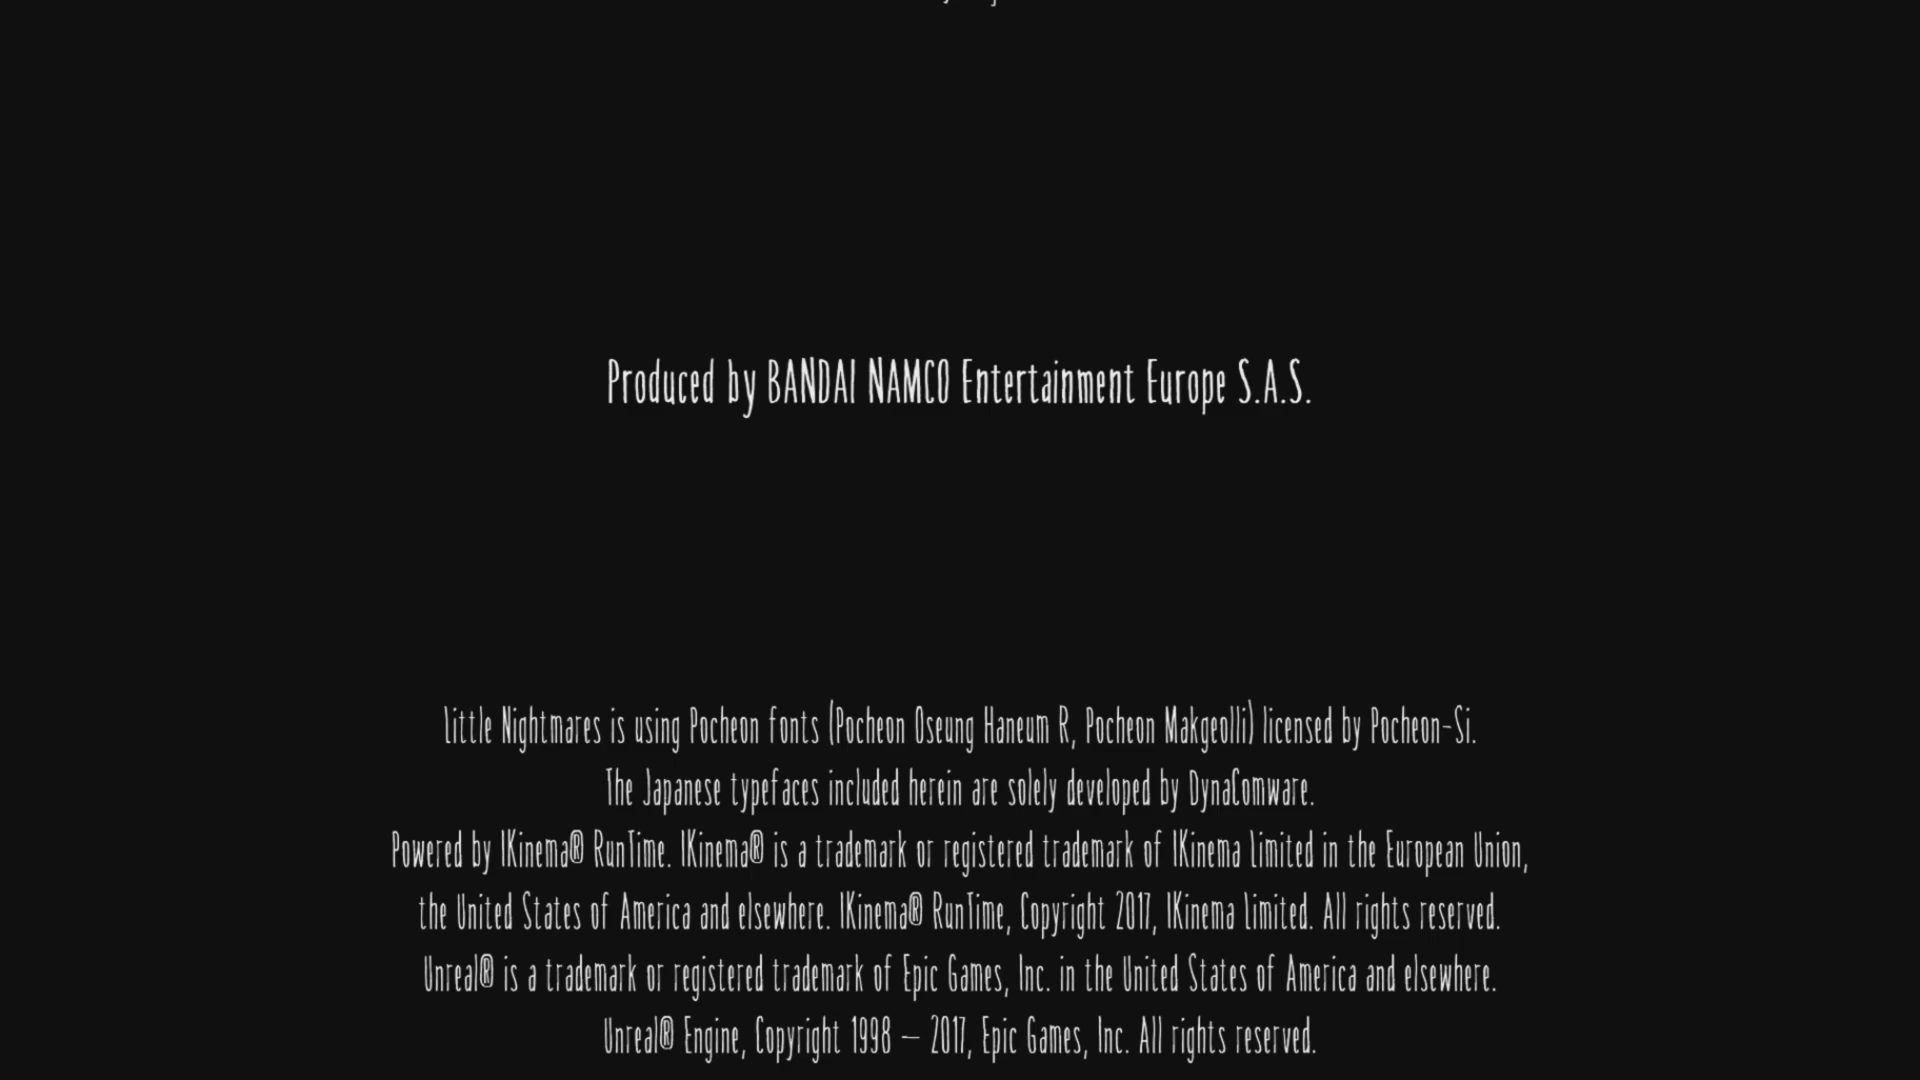 Produced by BANDAI NAMCO Entertainment Europe S.A.S.
Little Nightmares is using Pocheon fonts (Pocheon Oseung Haneum R, Pocheon Makgeolli) licensed by Pocheon-Si.
The Japanese typefaces included herein are solely developed by DynaComware.
Powered by IKinema® RunTime. IKinema® is a trademark or registered trademark of IKinema Limited in the European Union,
the United States of America and elsewhere. IKinema® RunTime, Copyright 2017, IKinema Limited. All rights reserved.
Unreal® is a trademark or registered trademark of Epic Games, Inc. in the United States of America and elsewhere.
Unreal® Engine, Copyright 1998 – 2017, Epic Games, Inc. All rights reserved.